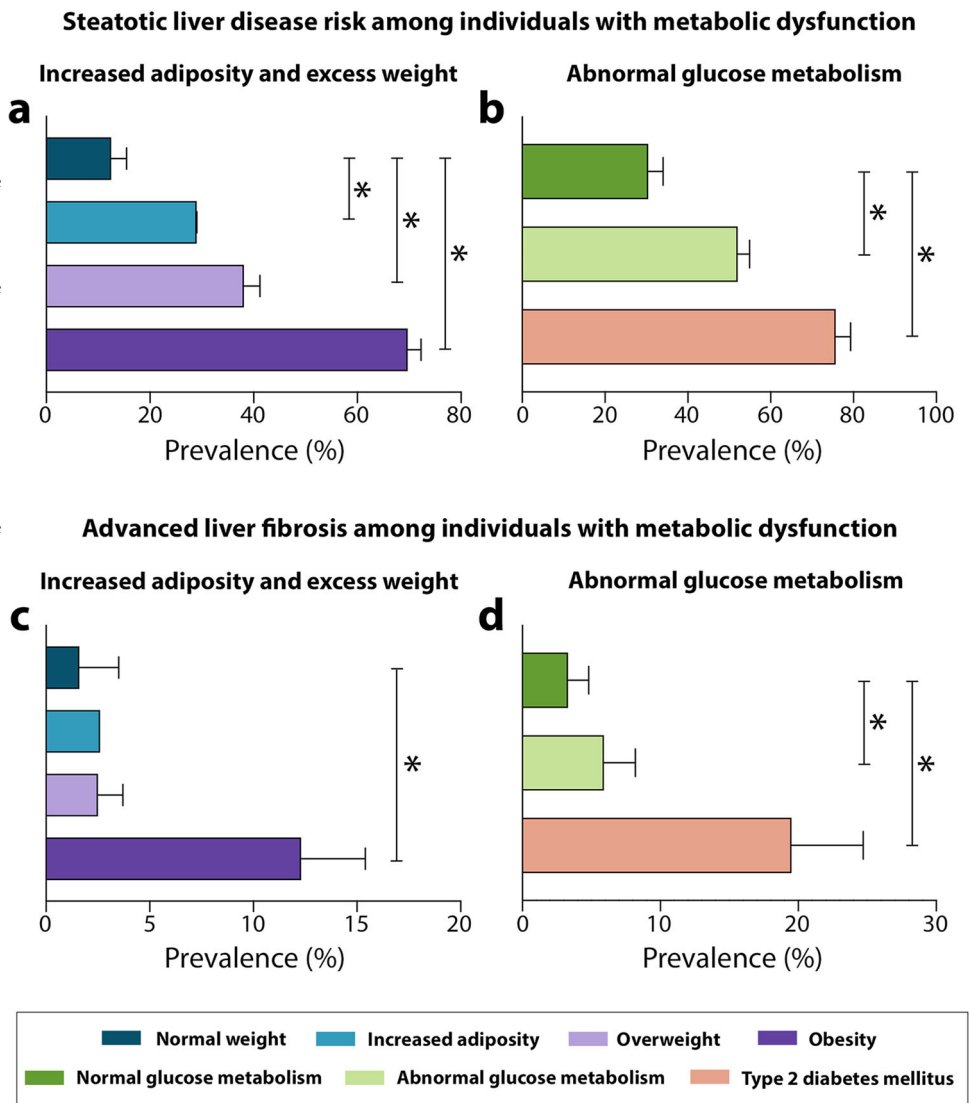 Steatotic liver disease risk among individuals with metabolic dysfunction
Increased adiposity and excess weight
Abnormal glucose metabolism
a
b
*
*
*
*
*
0 20 40 60 80
0 20 40 60 80 100
Prevalence (%)
Prevalence (%)
Advanced liver fibrosis among individuals with metabolic dysfunction
Increased adiposity and excess weight
Abnormal glucose metabolism
c
d
*
*
*
0 5 10 15 20
0 10 20 30
Prevalence (%)
Prevalence (%)
Normal weight Increased adiposity Overweight Obesity
Normal glucose metabolism Abnormal glucose metabolism Type 2 diabetes mellitus